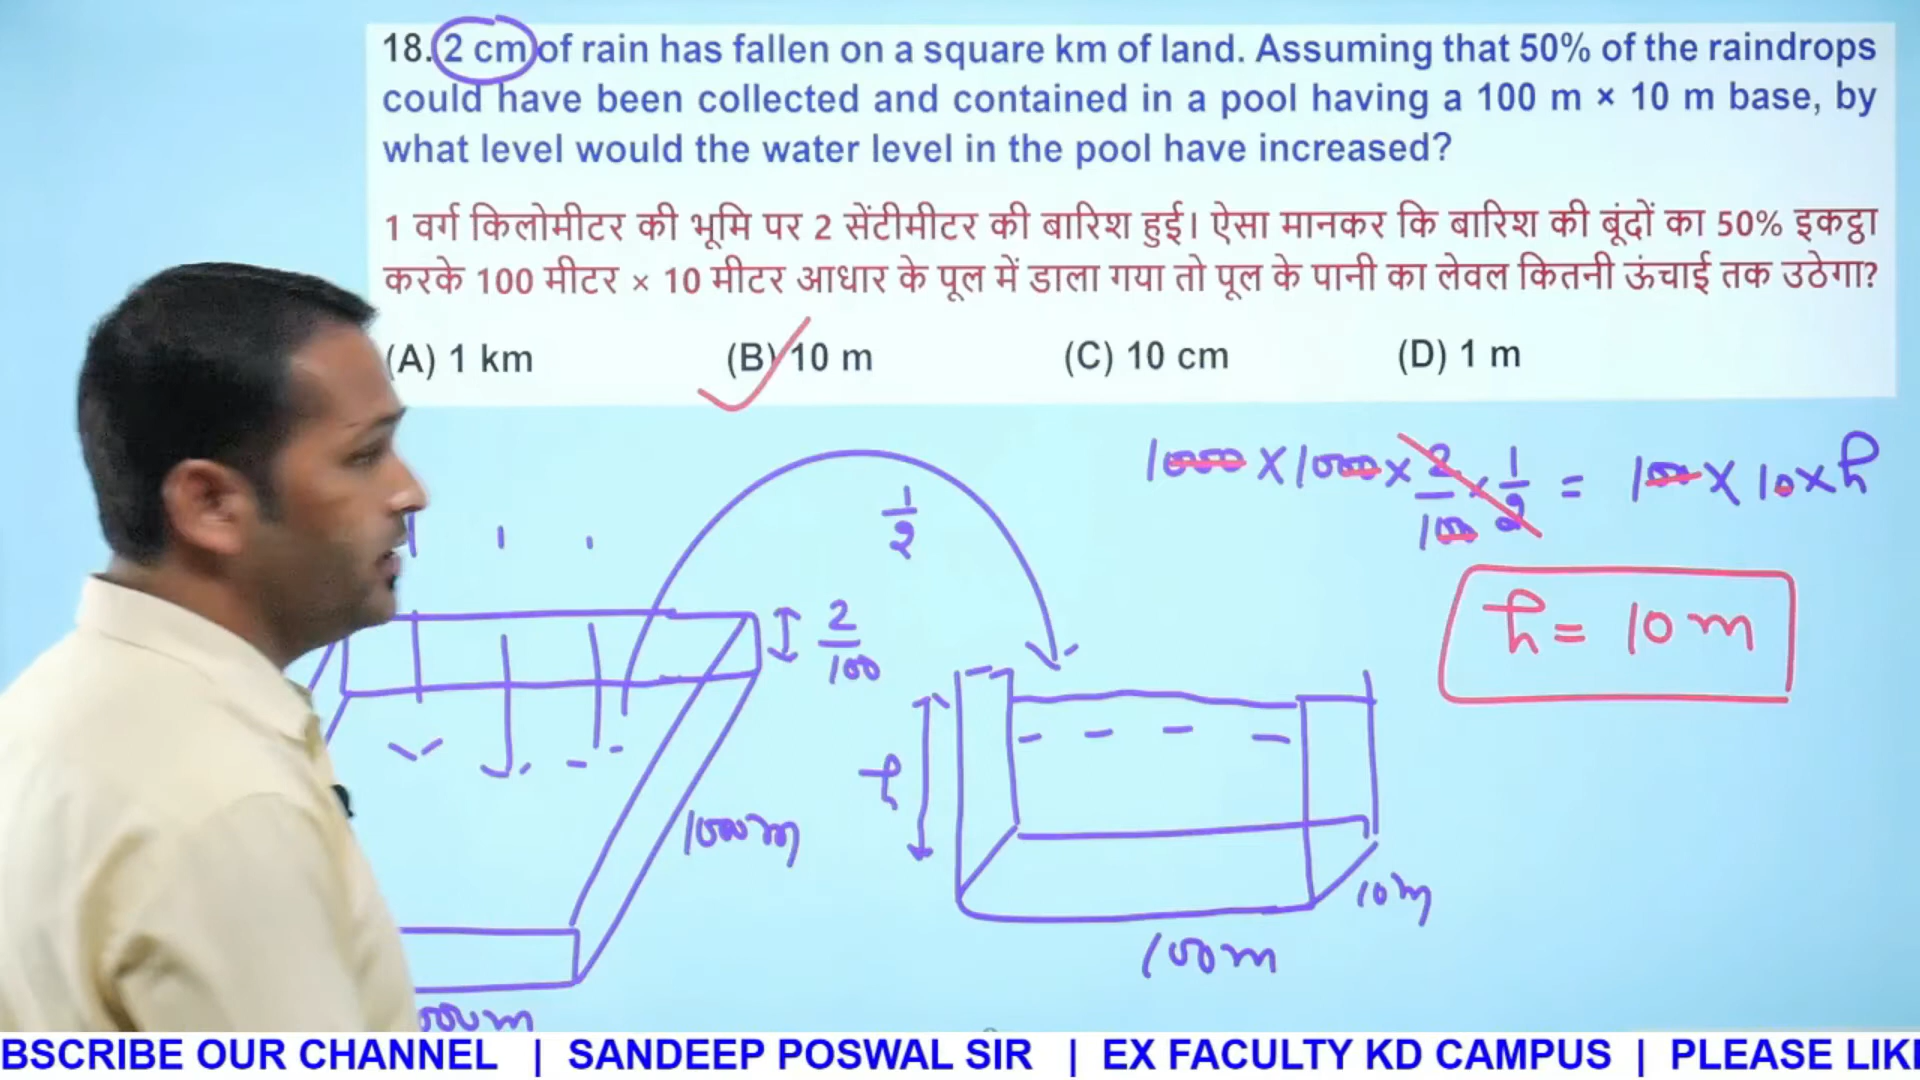 18. 2 cm of rain has fallen on a square km of land. Assuming that 50% of the raindrops
could have been collected and contained in a pool having a 100 m × 10 m base, by
what level would the water level in the pool have increased?
1 वर्ग किलोमीटर की भूमि पर 2 सेंटीमीटर की बारिश हुई। ऐसा मानकर कि बारिश की बूंदों का 50% इकट्ठा
करके 100 मीटर × 10 मीटर आधार के पूल में डाला गया तो पूल के पानी का लेवल कितनी ऊंचाई तक उठेगा?
(A) 1 km (B) 10 m (C) 10 cm (D) 1 m
1000 × 1000 × 2/100 × 1/2 = 100 × 10 × h
1/2
h = 10 m
2/100
h
1000m
10m
100m
000m
BSCRIBE OUR CHANNEL | SANDEEP POSWAL SIR | EX FACULTY KD CAMPUS | PLEASE LIK